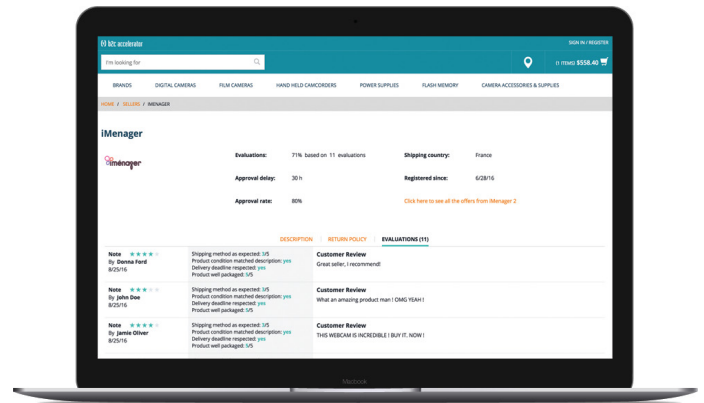 b2c accelerator
SIGN IN / REGISTER
I'm looking for
(1 ITEMS) $558.40
BRANDS DIGITAL CAMERAS FILM CAMERAS HAND HELD CAMCORDERS POWER SUPPLIES FLASH MEMORY CAMERA ACCESSORIES & SUPPLIES
HOME / SELLERS / IMENAGER
iMenager
iménager
Evaluations: 71% based on 11 evaluations Shipping country: France
Approval delay: 30 h Registered since: 6/28/16
Approval rate: 80% Click here to see all the offers from iMenager 2
DESCRIPTION RETURN POLICY EVALUATIONS (11)
Note
By Donna Ford
8/25/16
Shipping method as expected: 3/5
Product condition matched description: yes
Delivery deadline respected: yes
Product well packaged: 5/5
Customer Review
Great seller, I recommend!
Note
By John Doe
8/25/16
Shipping method as expected: 3/5
Product condition matched description: yes
Delivery deadline respected: yes
Product well packaged: 5/5
Customer Review
What an amazing product man ! OMG YEAH !
Note
By Jamie Oliver
8/25/16
Shipping method as expected: 3/5
Product condition matched description: yes
Delivery deadline respected: yes
Product well packaged: 5/5
Customer Review
THIS WEBCAM IS INCREDIBLE ! BUY IT. NOW !
MacBook